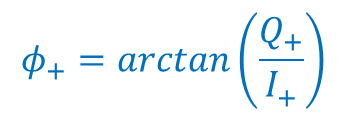 ϕ₊ = arctan(Q₊/I₊)